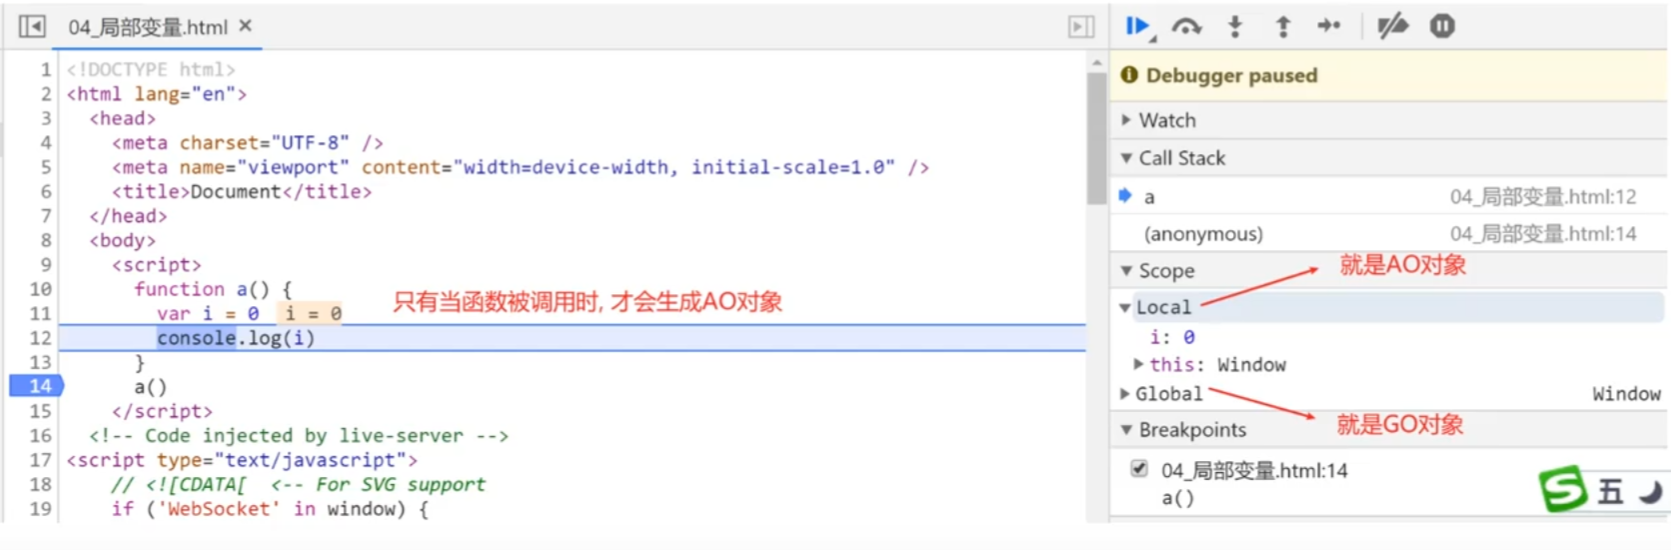 04_局部变量.html ×
1 <!DOCTYPE html>
2 <html lang="en">
3 <head>
4 <meta charset="UTF-8" />
5 <meta name="viewport" content="width=device-width, initial-scale=1.0" />
6 <title>Document</title>
7 </head>
8 <body>
9 <script>
10 function a() {
11 var i = 0 i = 0
只有当函数被调用时, 才会生成AO对象
12 console.log(i)
13 }
14 a()
15 </script>
16 <!-- Code injected by live-server -->
17 <script type="text/javascript">
18 // <![CDATA[ <-- For SVG support
19 if ('WebSocket' in window) {
Debugger paused
Watch
Call Stack
a 04_局部变量.html:12
(anonymous) 04_局部变量.html:14
Scope
就是AO对象
Local
i: 0
this: Window
Global Window
就是GO对象
Breakpoints
04_局部变量.html:14
a()
S 五